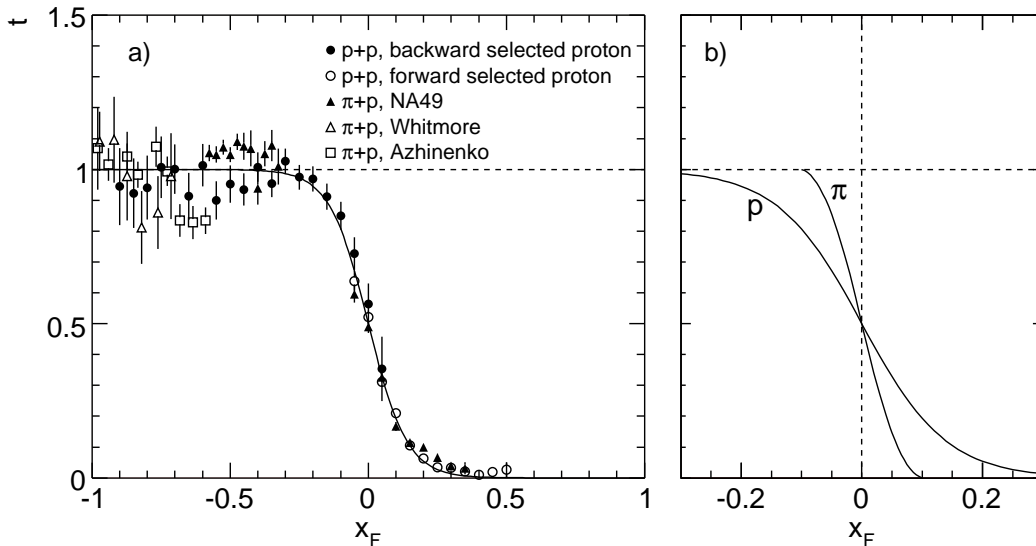 t
1.5
1
0.5
0
a)
p+p, backward selected proton
p+p, forward selected proton
π+p, NA49
π+p, Whitmore
π+p, Azhinenko
-1 -0.5 0 0.5 1
x_F
b)
π
p
-0.2 0 0.2
x_F